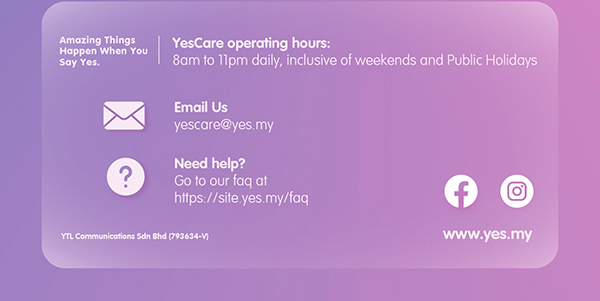 Amazing Things
Happen When You
Say Yes.
YesCare operating hours:
8am to 11pm daily, inclusive of weekends and Public Holidays
Email Us
yescare@yes.my
Need help?
Go to our faq at
https://site.yes.my/faq
YTL Communications Sdn Bhd (793634-V)
www.yes.my